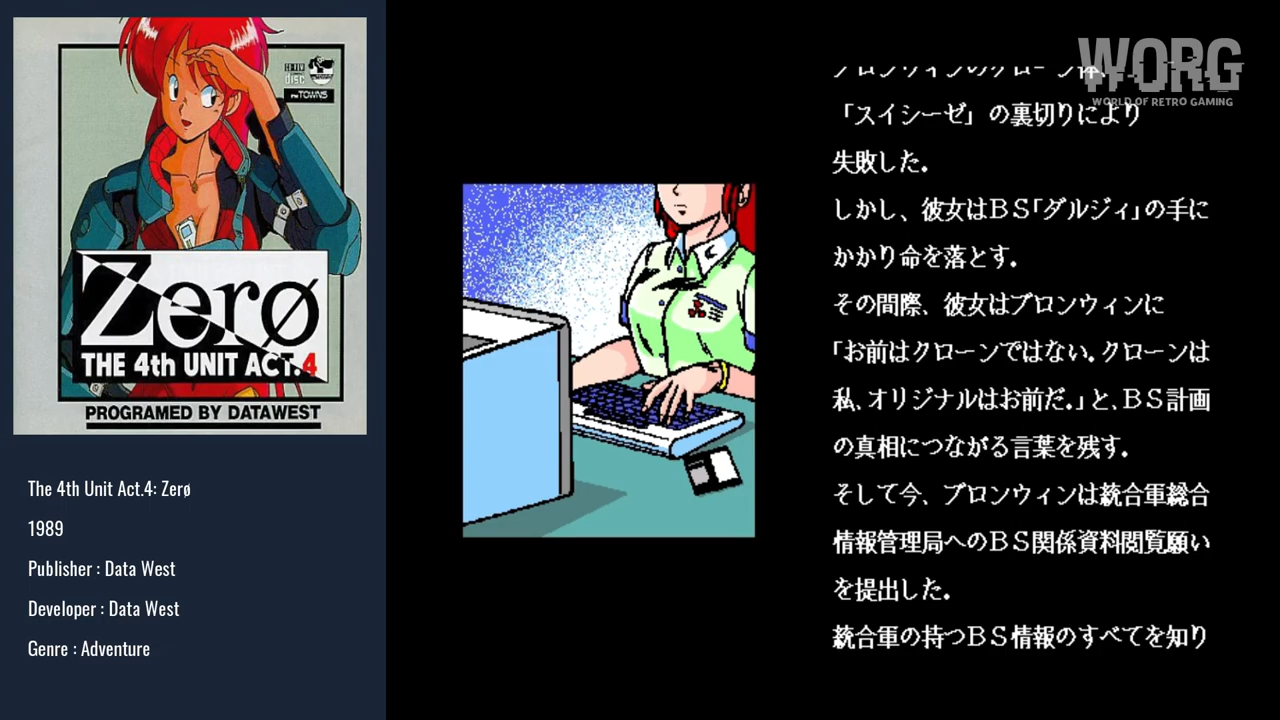 FM TOWNS
Zerø
THE 4th UNIT ACT.4
PROGRAMED BY DATAWEST
The 4th Unit Act.4: Zerø
1989
Publisher : Data West
Developer : Data West
Genre : Adventure
WORG
WORLD OF RETRO GAMING
「スイシーゼ」の裏切りにより
失敗した。
しかし、彼女はＢＳ「ダルジィ」の手に
かかり命を落とす。
その間際、彼女はブロンウィンに
「お前はクローンではない。クローンは
私、オリジナルはお前だ。」と、ＢＳ計画
の真相につながる言葉を残す。
そして今、ブロンウィンは統合軍総合
情報管理局へのＢＳ関係資料閲覧願い
を提出した。
統合軍の持つＢＳ情報のすべてを知り